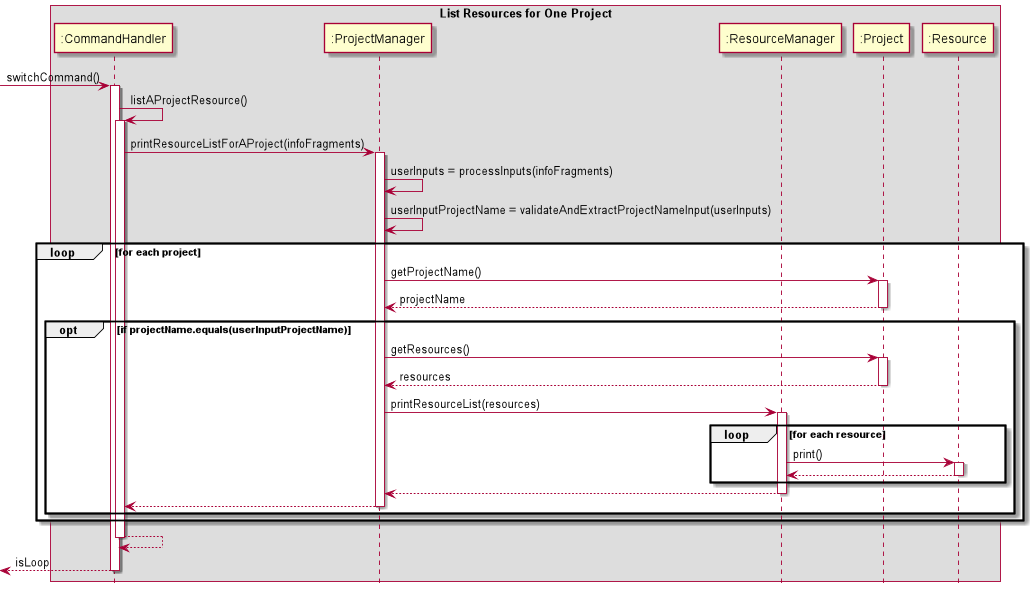 List Resources for One Project
:CommandHandler
:ProjectManager
:ResourceManager
:Project
:Resource
switchCommand()
listAProjectResource()
printResourceListForAProject(infoFragments)
userInputs = processInputs(infoFragments)
userInputProjectName = validateAndExtractProjectNameInput(userInputs)
loop [for each project]
getProjectName()
projectName
opt [if projectName.equals(userInputProjectName)]
getResources()
resources
printResourceList(resources)
loop [for each resource]
print()
isLoop